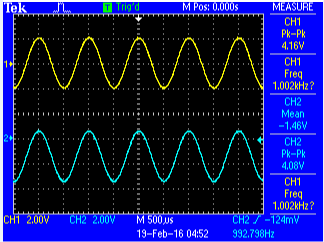 Tek T Trig'd M Pos: 0.000s MEASURE
CH1
Pk-Pk
4.16V
CH1
Freq
1.002kHz?
CH2
Mean
-1.46V
CH2
Pk-Pk
4.08V
CH1
Freq
1.002kHz?
1
2
CH1 2.00V CH2 2.00V M 500µs CH2 / -124mV
19-Feb-16 04:52 992.798Hz